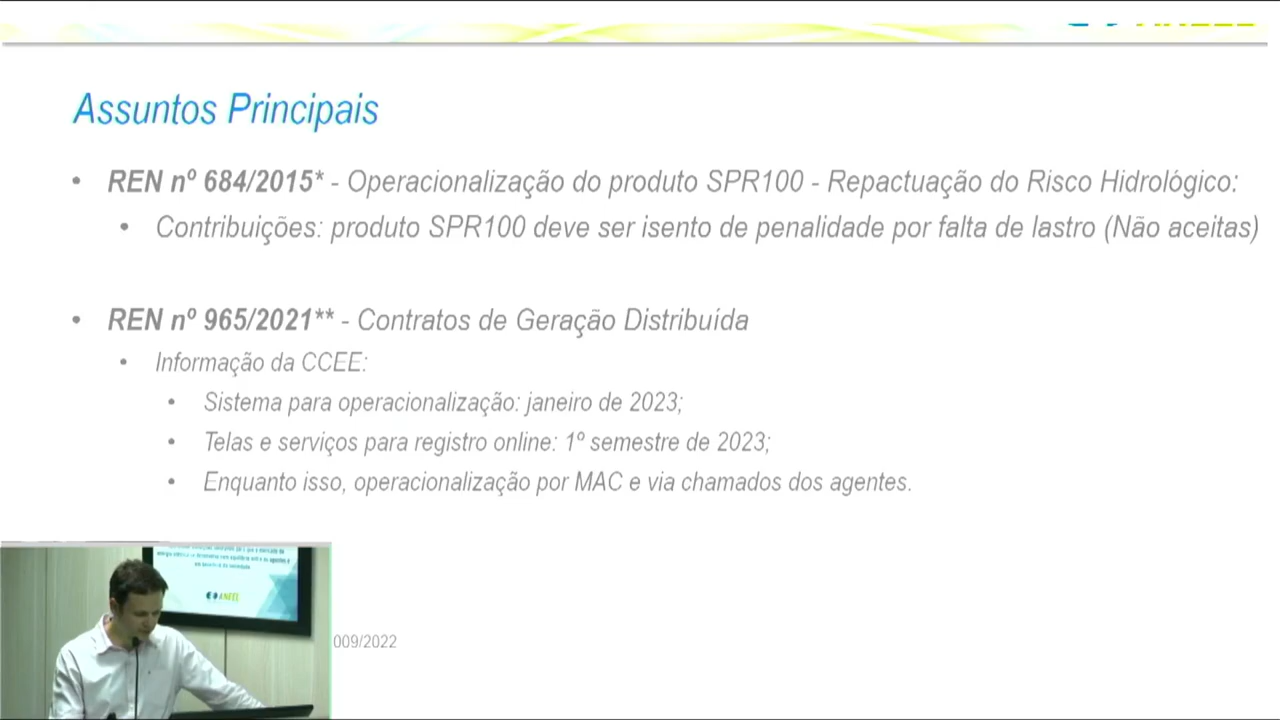 ANEEL
Assuntos Principais
• REN nº 684/2015* - Operacionalização do produto SPR100 - Repactuação do Risco Hidrológico:
• Contribuições: produto SPR100 deve ser isento de penalidade por falta de lastro (Não aceitas)
• REN nº 965/2021** - Contratos de Geração Distribuída
• Informação da CCEE:
• Sistema para operacionalização: janeiro de 2023;
• Telas e serviços para registro online: 1º semestre de 2023;
• Enquanto isso, operacionalização por MAC e via chamados dos agentes.
ANEEL
009/2022